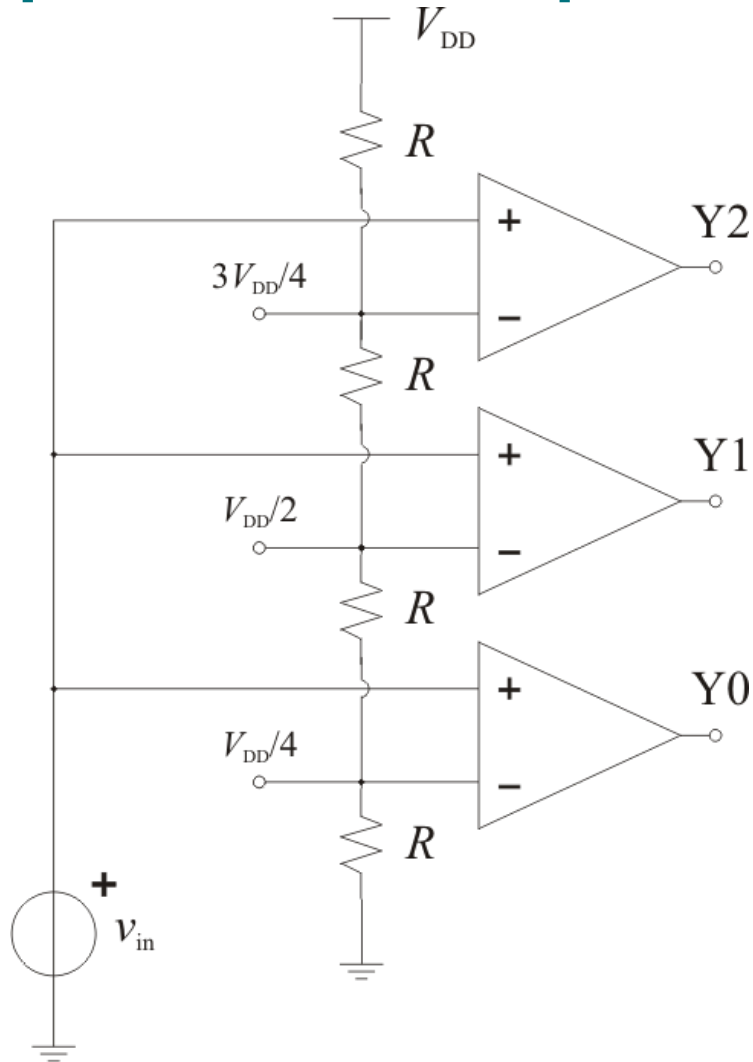 V_DD
R
+
Y2
3V_DD/4
−
R
+
Y1
V_DD/2
−
R
+
Y0
V_DD/4
−
R
+
v_in